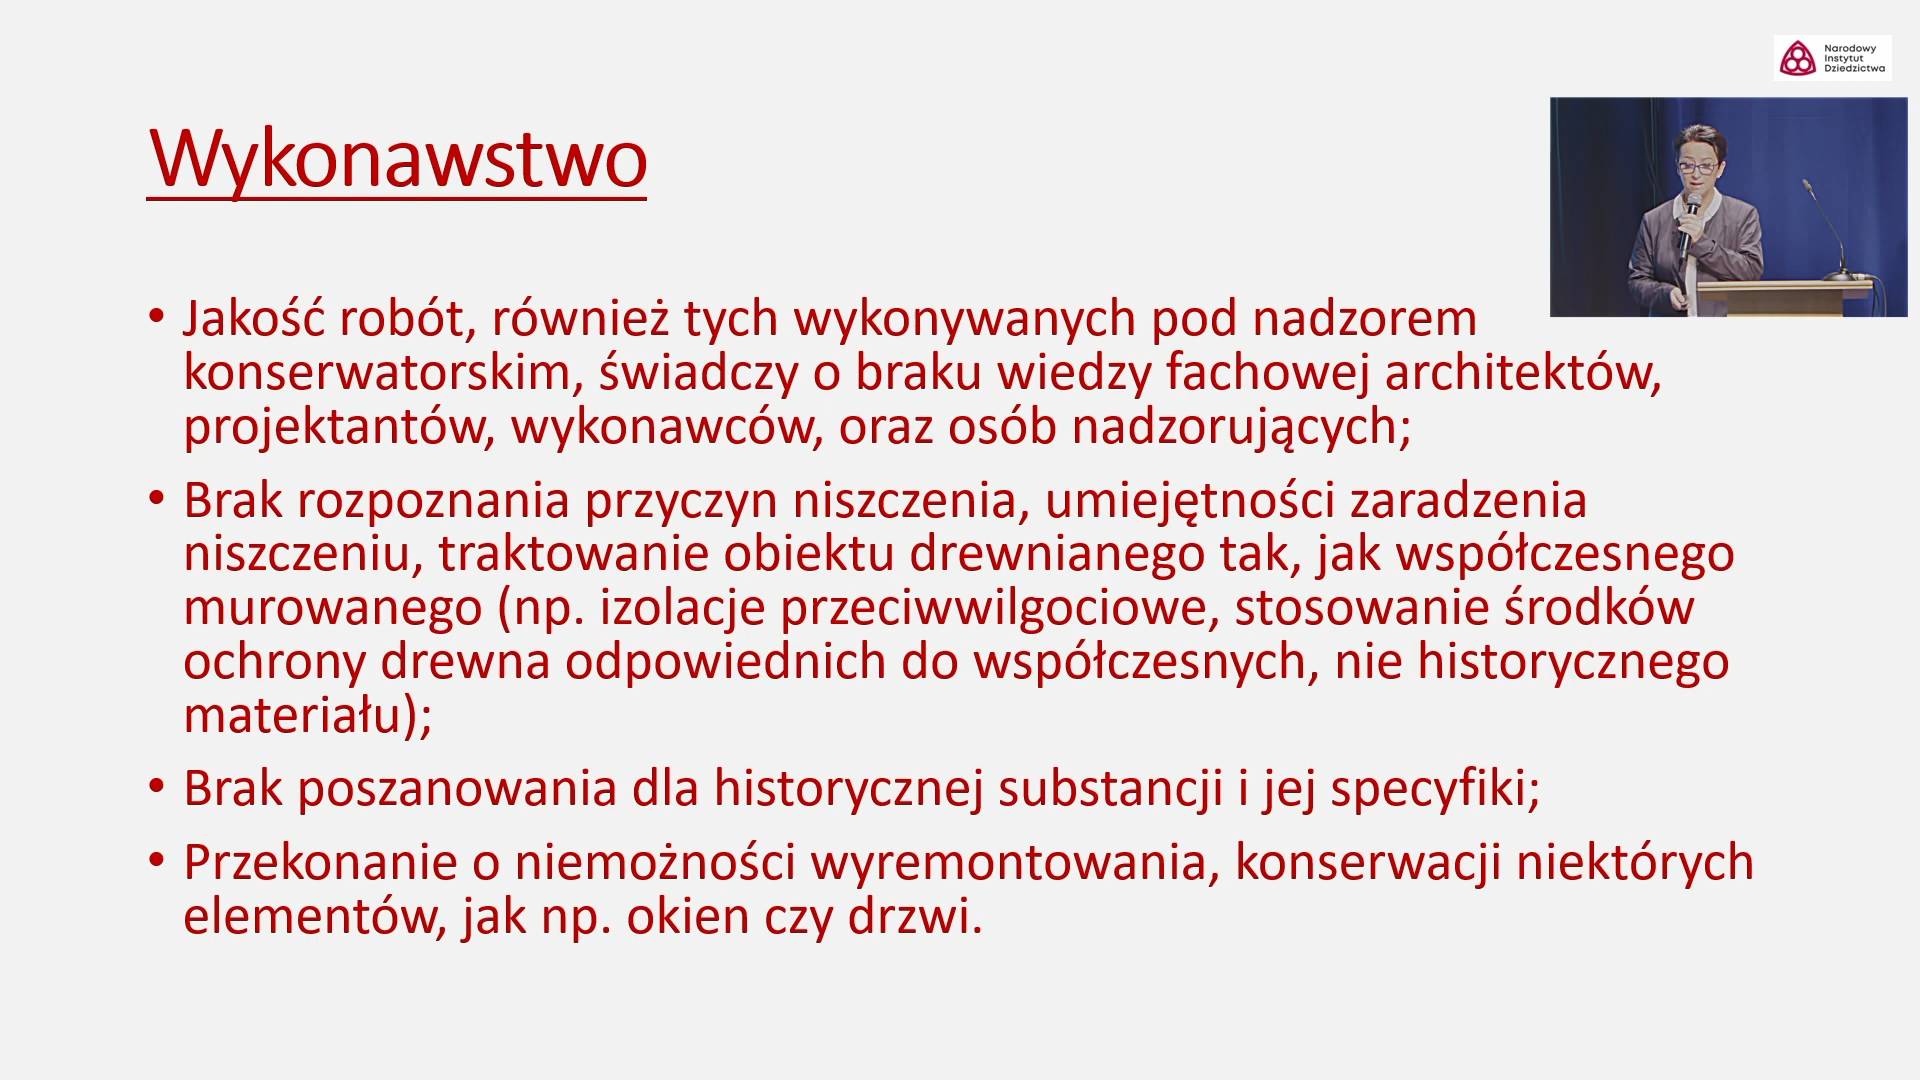 Narodowy
Instytut
Dziedzictwa
Wykonawstwo
• Jakość robót, również tych wykonywanych pod nadzorem
konserwatorskim, świadczy o braku wiedzy fachowej architektów,
projektantów, wykonawców, oraz osób nadzorujących;
• Brak rozpoznania przyczyn niszczenia, umiejętności zaradzenia
niszczeniu, traktowanie obiektu drewnianego tak, jak współczesnego
murowanego (np. izolacje przeciwwilgociowe, stosowanie środków
ochrony drewna odpowiednich do współczesnych, nie historycznego
materiału);
• Brak poszanowania dla historycznej substancji i jej specyfiki;
• Przekonanie o niemożności wyremontowania, konserwacji niektórych
elementów, jak np. okien czy drzwi.